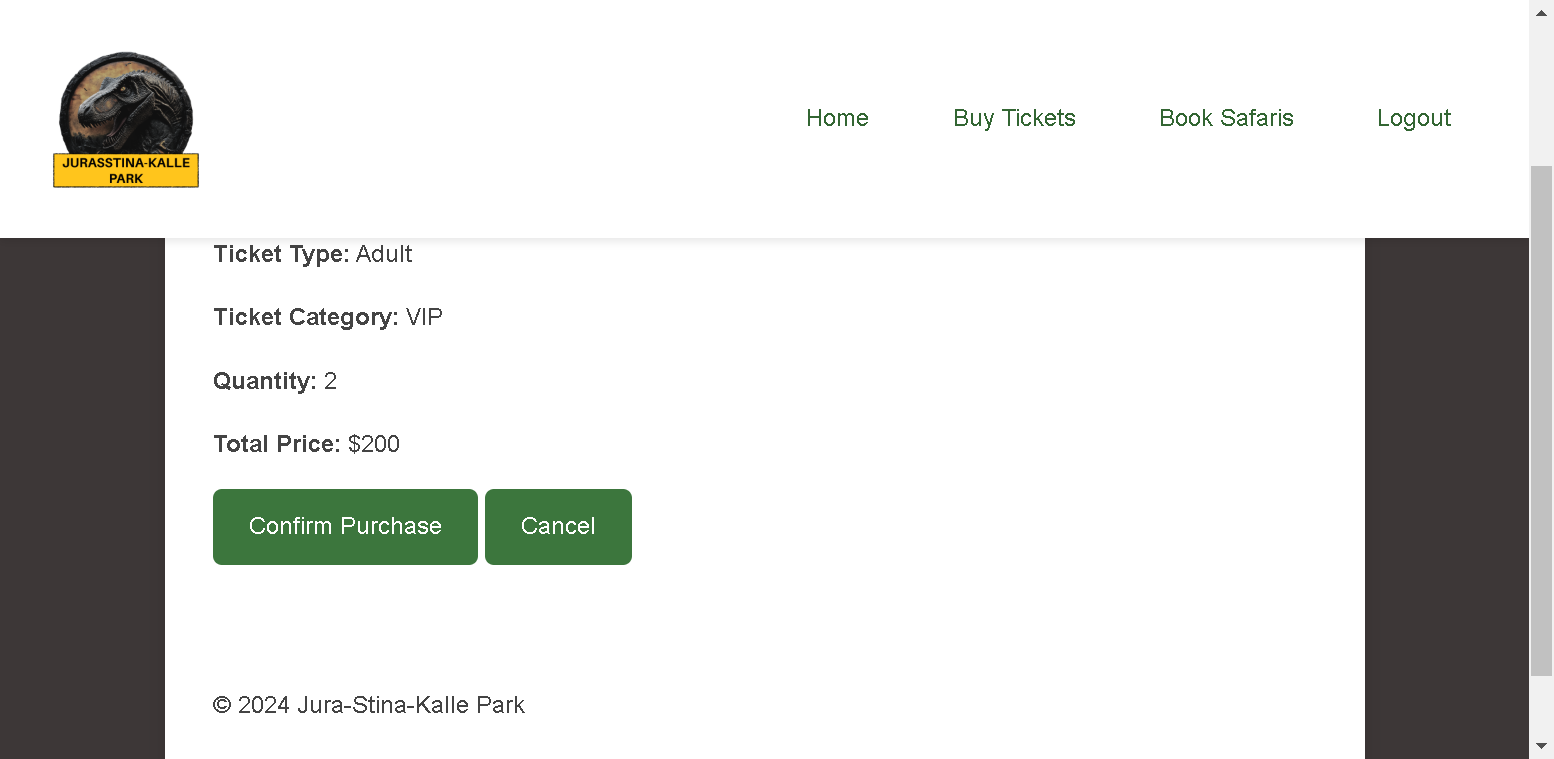 JURASSTINA-KALLE
PARK
Home Buy Tickets Book Safaris Logout
Ticket Type: Adult
Ticket Category: VIP
Quantity: 2
Total Price: $200
Confirm Purchase Cancel
© 2024 Jura-Stina-Kalle Park